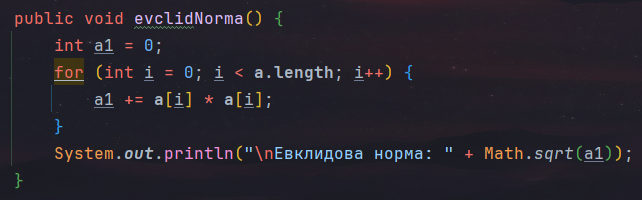 public void evclidNorma() {
int a1 = 0;
for (int i = 0; i < a.length; i++) {
a1 += a[i] * a[i];
}
System.out.println("\nЕвклидова норма: " + Math.sqrt(a1));
}